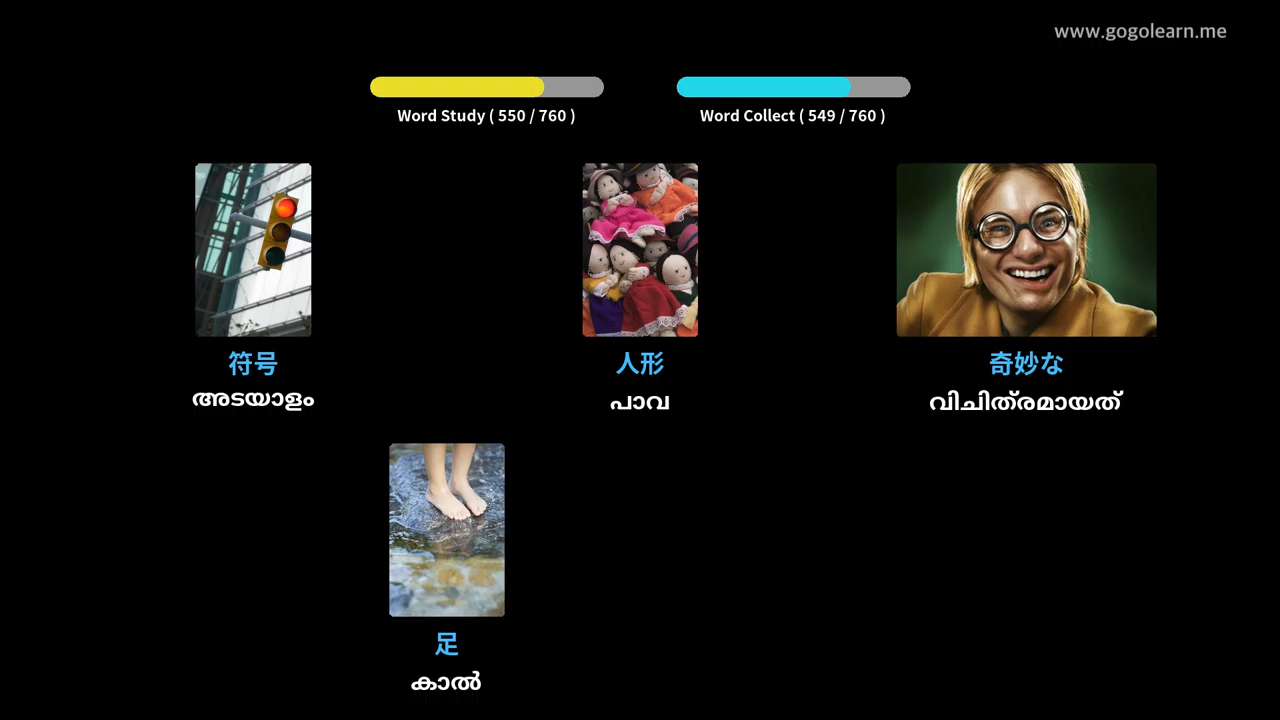 www.gogolearn.me
Word Study ( 550 / 760 )
Word Collect ( 549 / 760 )
符号
人形
奇妙な
അടയാളം
പാവ
വിചിത്രമായത്
足
കാൽ